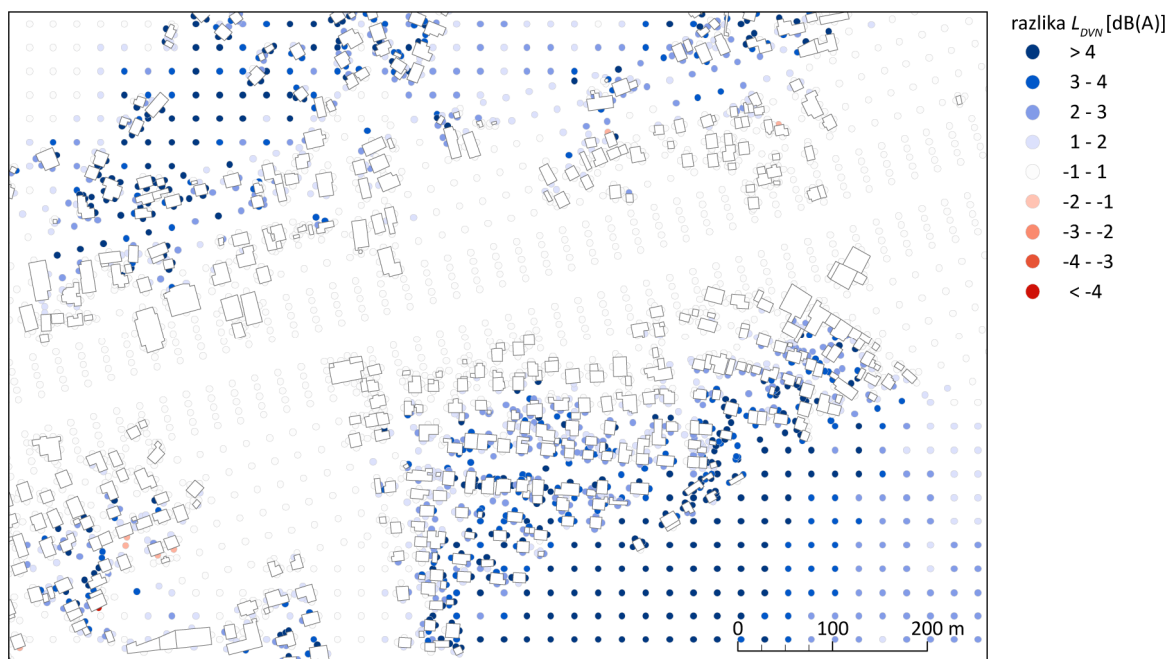 razlika L_DVN [dB(A)]
> 4
3 - 4
2 - 3
1 - 2
-1 - 1
-2 - -1
-3 - -2
-4 - -3
< -4
0 100 200 m